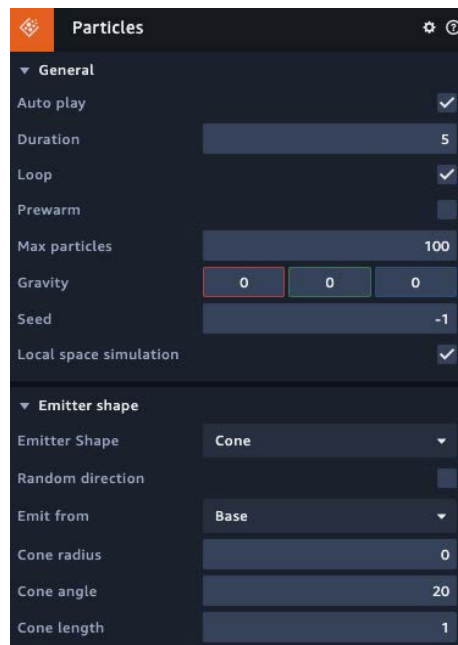 Particles
General
Auto play
Duration 5
Loop
Prewarm
Max particles 100
Gravity 0 0 0
Seed -1
Local space simulation
Emitter shape
Emitter Shape Cone
Random direction
Emit from Base
Cone radius 0
Cone angle 20
Cone length 1